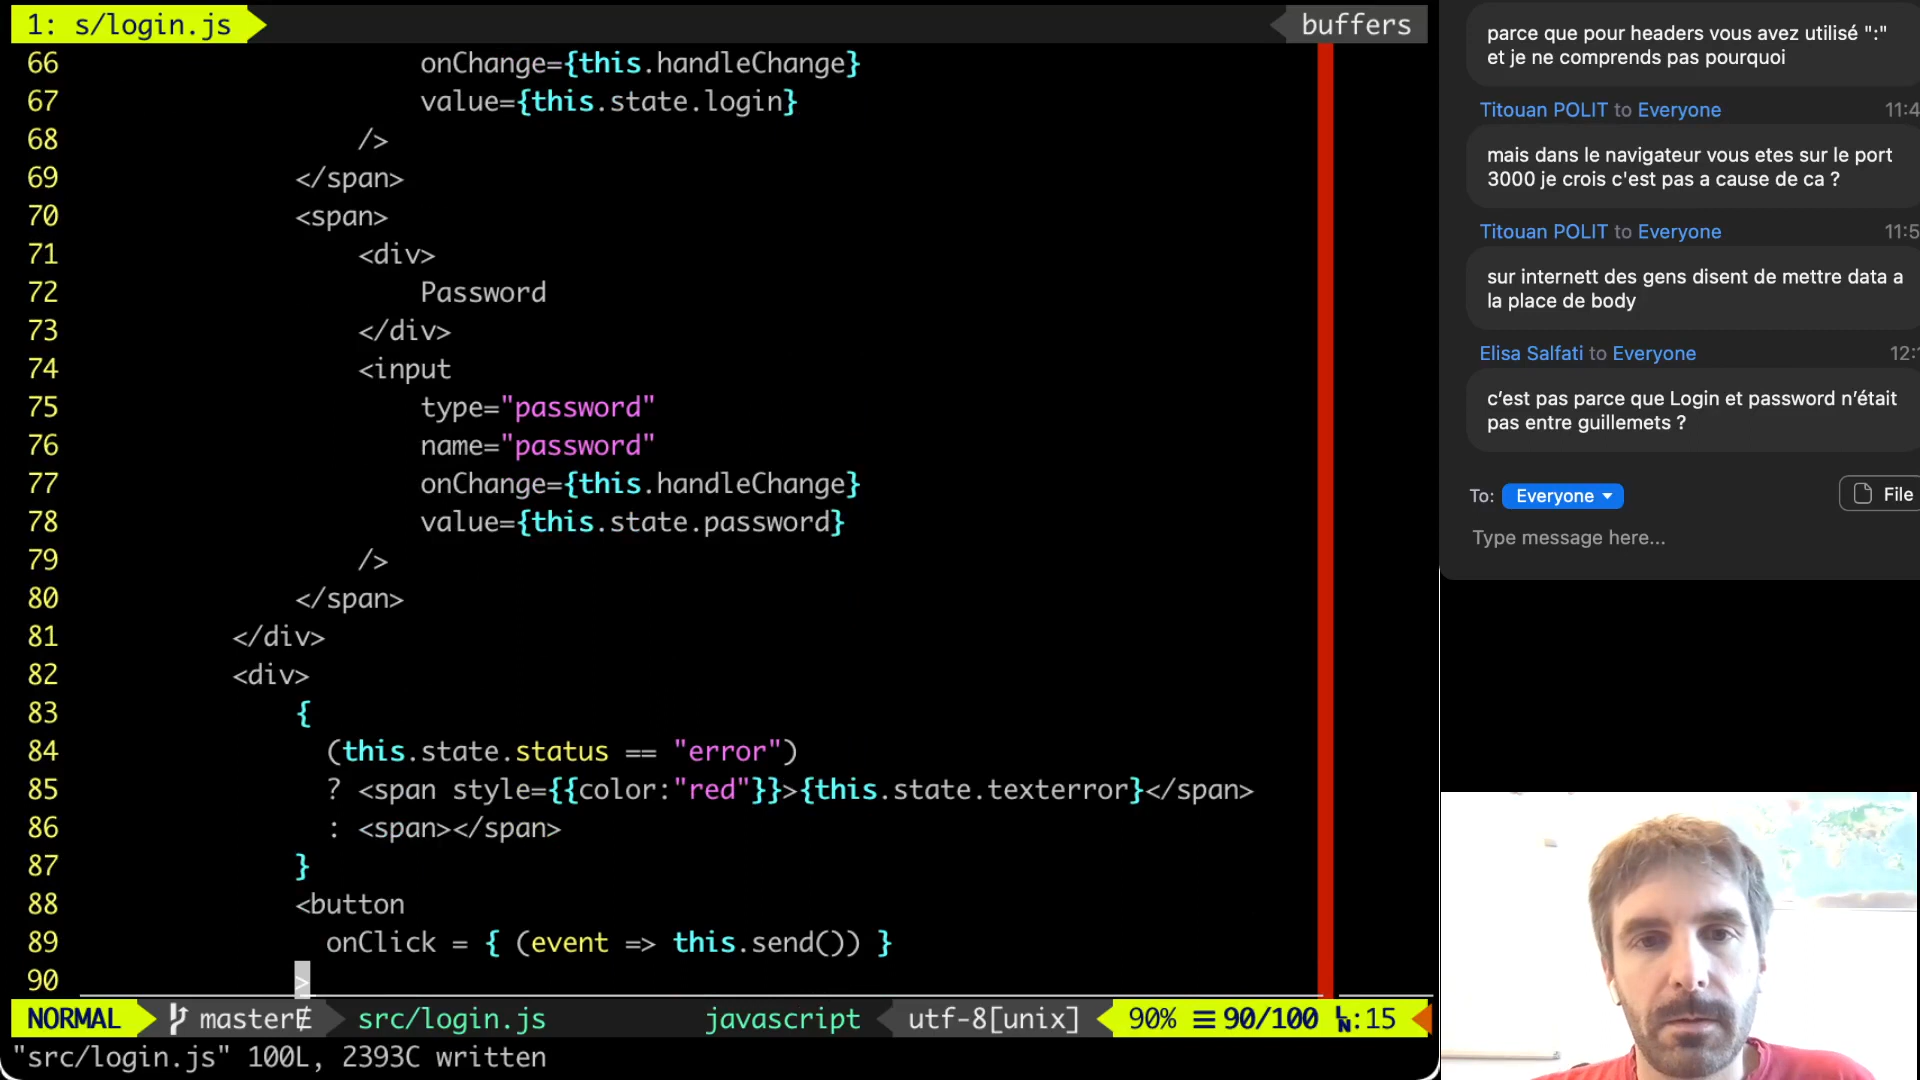 1: s/login.js
buffers
66 onChange={this.handleChange}
67 value={this.state.login}
68 />
69 </span>
70 <span>
71 <div>
72 Password
73 </div>
74 <input
75 type="password"
76 name="password"
77 onChange={this.handleChange}
78 value={this.state.password}
79 />
80 </span>
81 </div>
82 <div>
83 {
84 (this.state.status == "error")
85 ? <span style={{color:"red"}}>{this.state.texterror}</span>
86 : <span></span>
87 }
88 <button
89 onClick = { (event => this.send()) }
90 >
NORMAL master src/login.js javascript utf-8[unix] 90% 90/100 :15
"src/login.js" 100L, 2393C written
parce que pour headers vous avez utilisé ":"
et je ne comprends pas pourquoi
Titouan POLIT to Everyone 11:4
mais dans le navigateur vous etes sur le port
3000 je crois c'est pas a cause de ca ?
Titouan POLIT to Everyone 11:5
sur internett des gens disent de mettre data a
la place de body
Elisa Salfati to Everyone 12:
c’est pas parce que Login et password n’était
pas entre guillemets ?
To: Everyone File
Type message here...